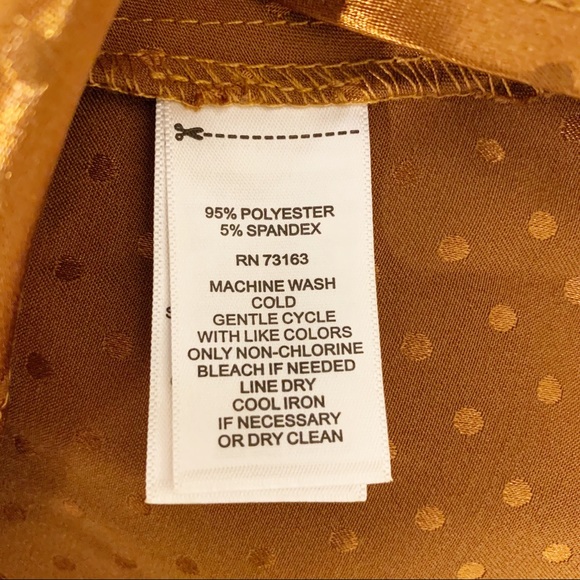 95% POLYESTER
5% SPANDEX
RN 73163
MACHINE WASH
COLD
GENTLE CYCLE
WITH LIKE COLORS
ONLY NON-CHLORINE
BLEACH IF NEEDED
LINE DRY
COOL IRON
IF NECESSARY
OR DRY CLEAN